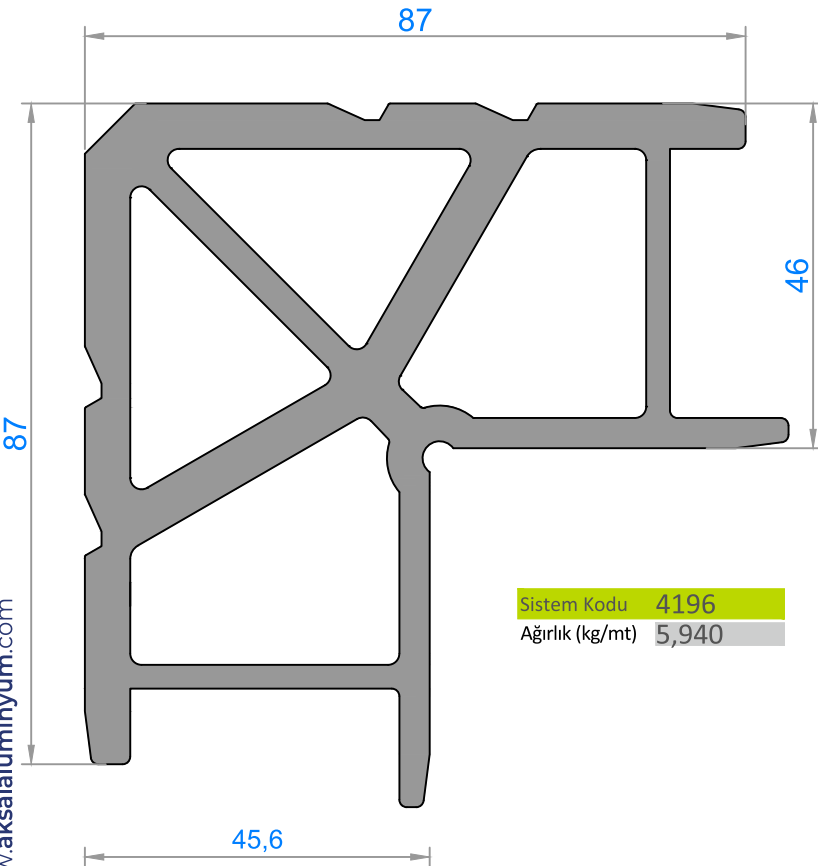 87
46
87
Sistem Kodu 4196
Ağırlık (kg/mt) 5,940
w.aksalaluminyum.com
45,6